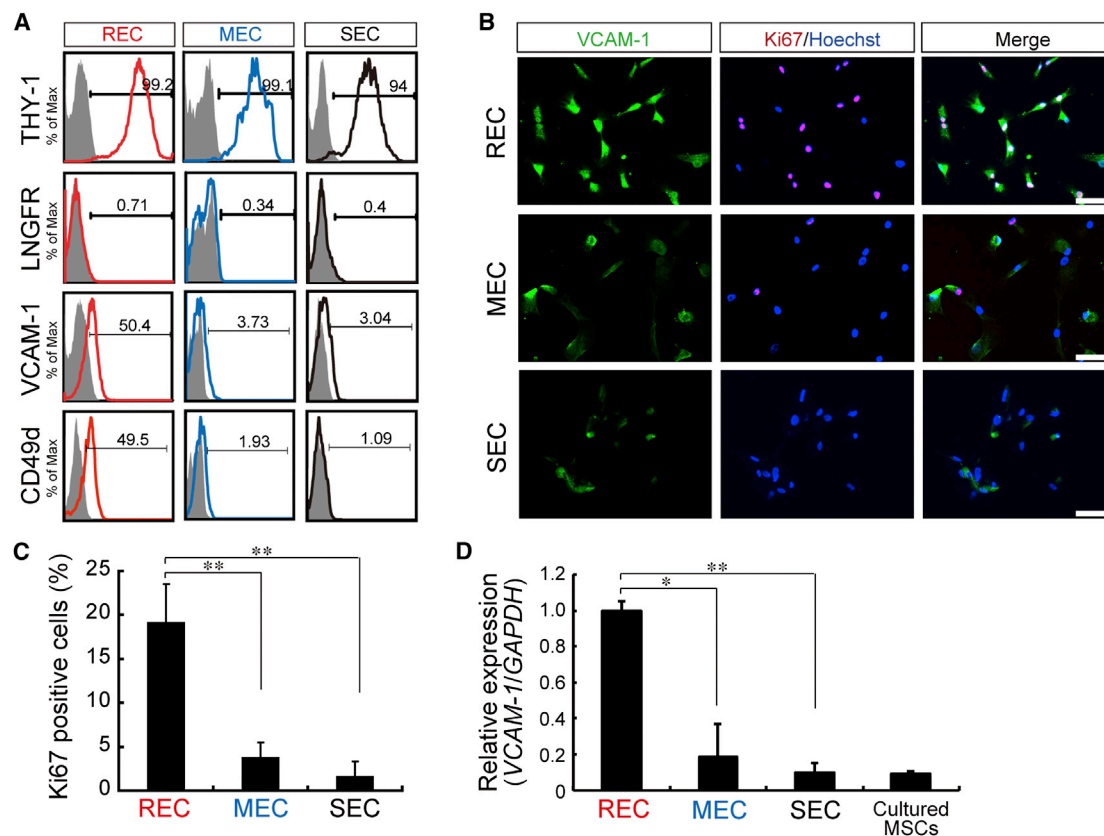 A
REC
MEC
SEC
THY-1
% of Max
99.2
99.1
94
LNGFR
% of Max
0.71
0.34
0.4
VCAM-1
% of Max
50.4
3.73
3.04
CD49d
% of Max
49.5
1.93
1.09
B
VCAM-1
Ki67/Hoechst
Merge
REC
MEC
SEC
C
Ki67 positive cells (%)
25
20
15
10
5
0
**
**
REC
MEC
SEC
D
Relative expression
(VCAM-1/GAPDH)
1.2
1.0
0.8
0.6
0.4
0.2
0
**
*
REC
MEC
SEC
Cultured
MSCs